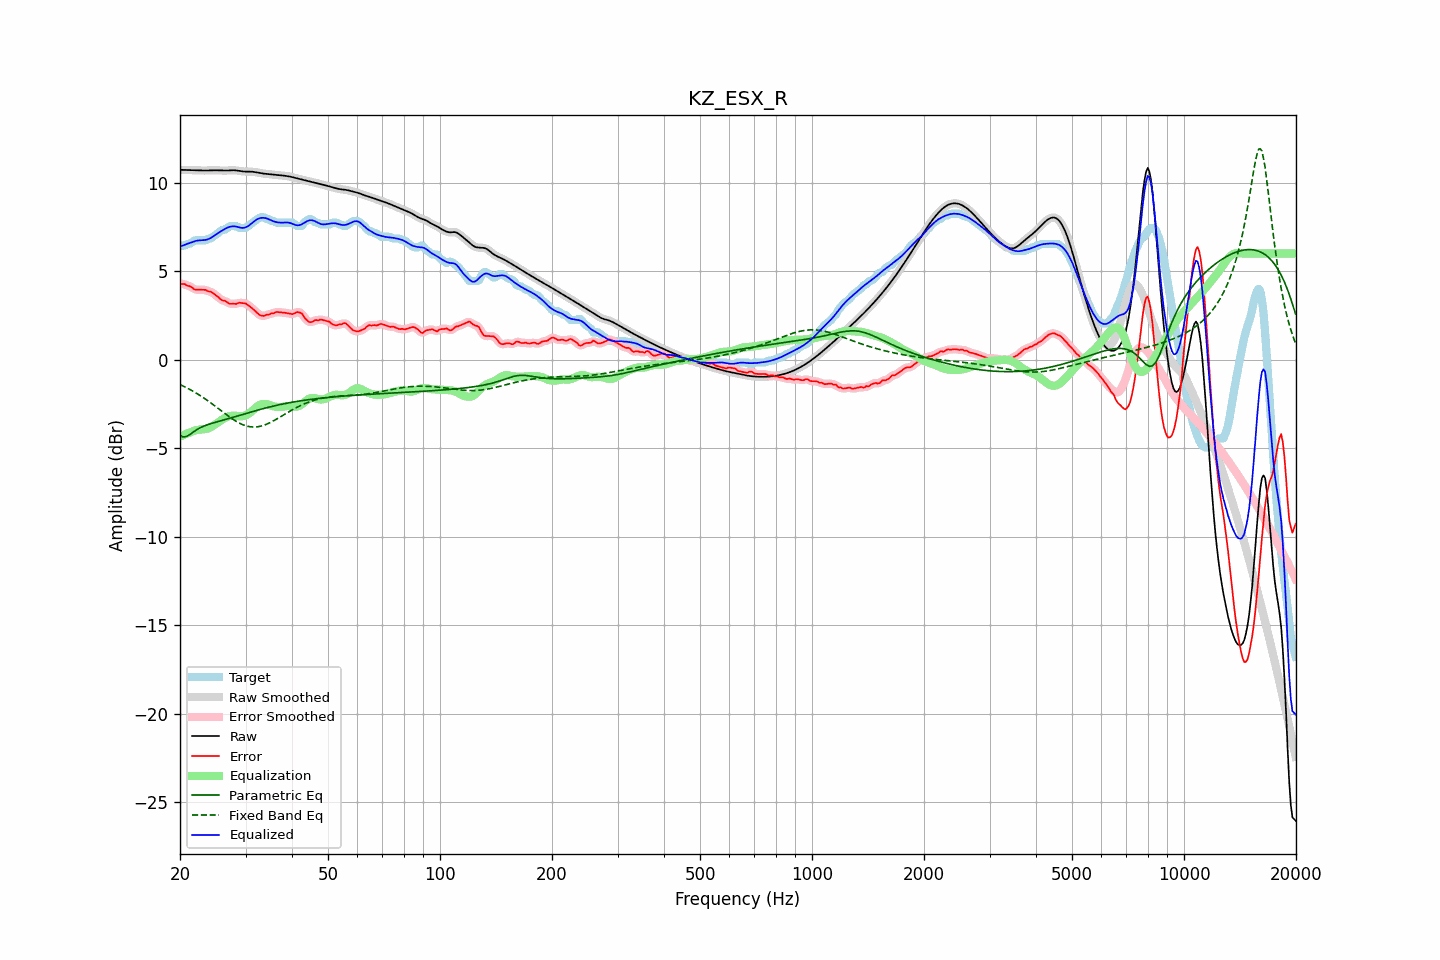 KZ_ESX_R
Amplitude (dBr)
10
5
0
−5
−10
−15
−20
−25
Target
Raw Smoothed
Error Smoothed
Raw
Error
Equalization
Parametric Eq
Fixed Band Eq
Equalized
20 50 100 200 500 1000 2000 5000 10000 20000
Frequency (Hz)